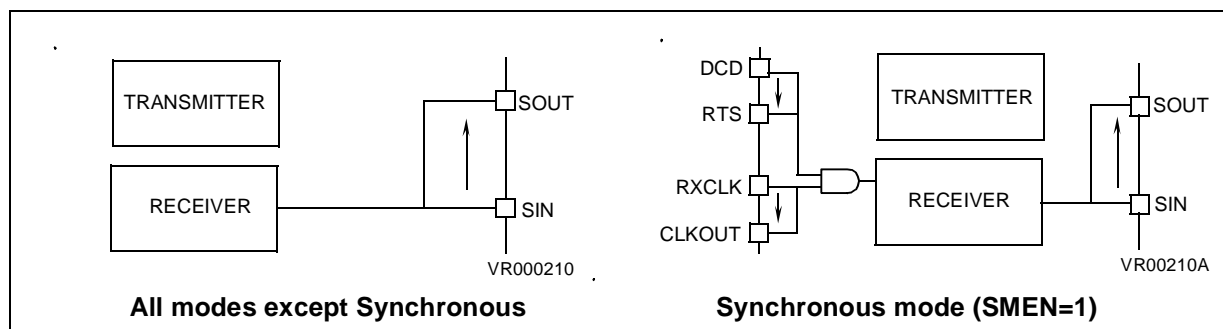 TRANSMITTER
SOUT
RECEIVER
SIN
VR000210
All modes except Synchronous
DCD
RTS
TRANSMITTER
SOUT
RXCLK
RECEIVER
SIN
CLKOUT
VR00210A
Synchronous mode (SMEN=1)